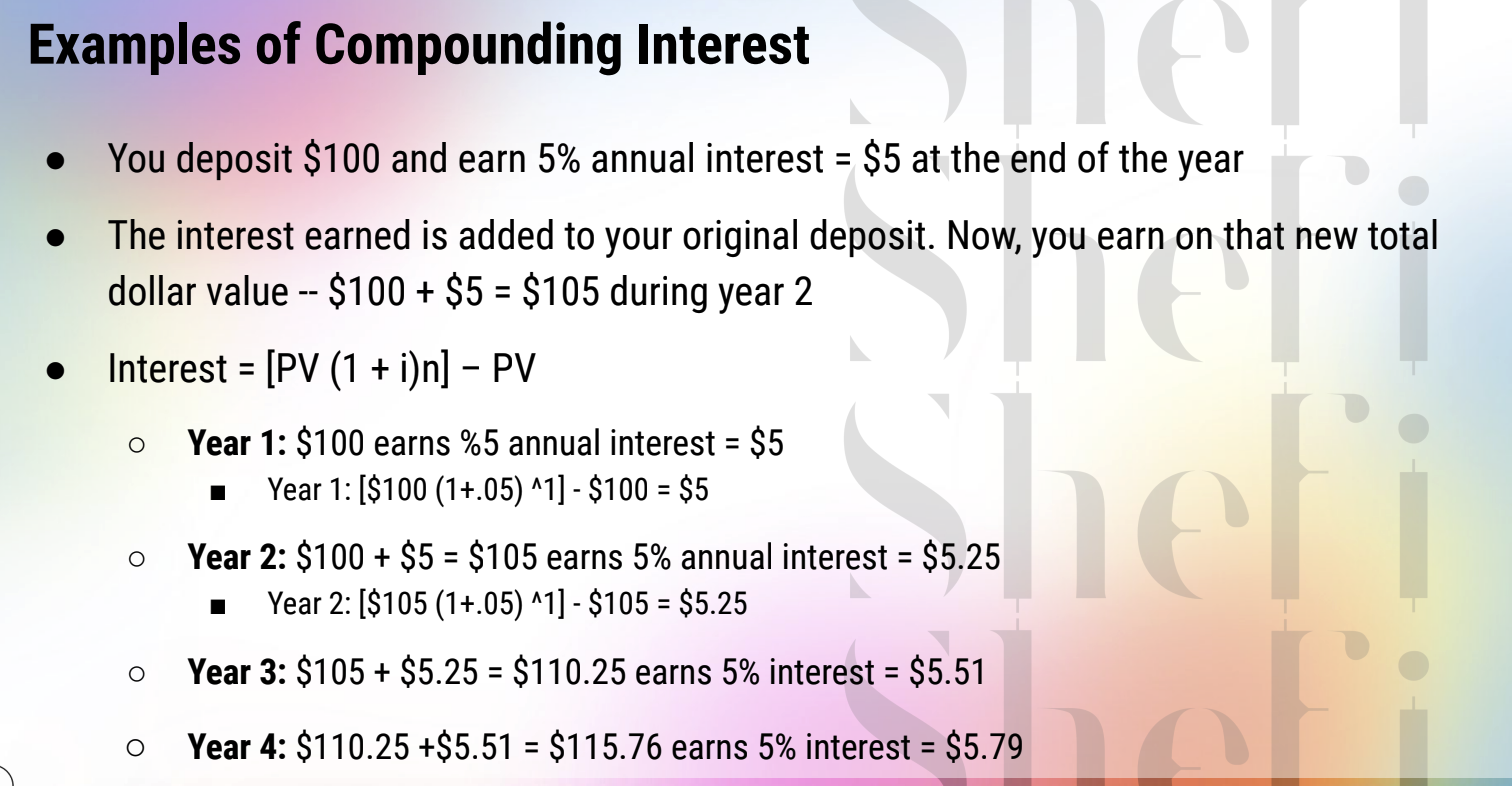 Examples of Compounding Interest
● You deposit $100 and earn 5% annual interest = $5 at the end of the year
● The interest earned is added to your original deposit. Now, you earn on that new total
dollar value -- $100 + $5 = $105 during year 2
● Interest = [PV (1 + i)n] – PV
○ Year 1: $100 earns %5 annual interest = $5
■ Year 1: [$100 (1+.05) ^1] - $100 = $5
○ Year 2: $100 + $5 = $105 earns 5% annual interest = $5.25
■ Year 2: [$105 (1+.05) ^1] - $105 = $5.25
○ Year 3: $105 + $5.25 = $110.25 earns 5% interest = $5.51
○ Year 4: $110.25 +$5.51 = $115.76 earns 5% interest = $5.79
SheFi
SheFi
SheFi
SheFi